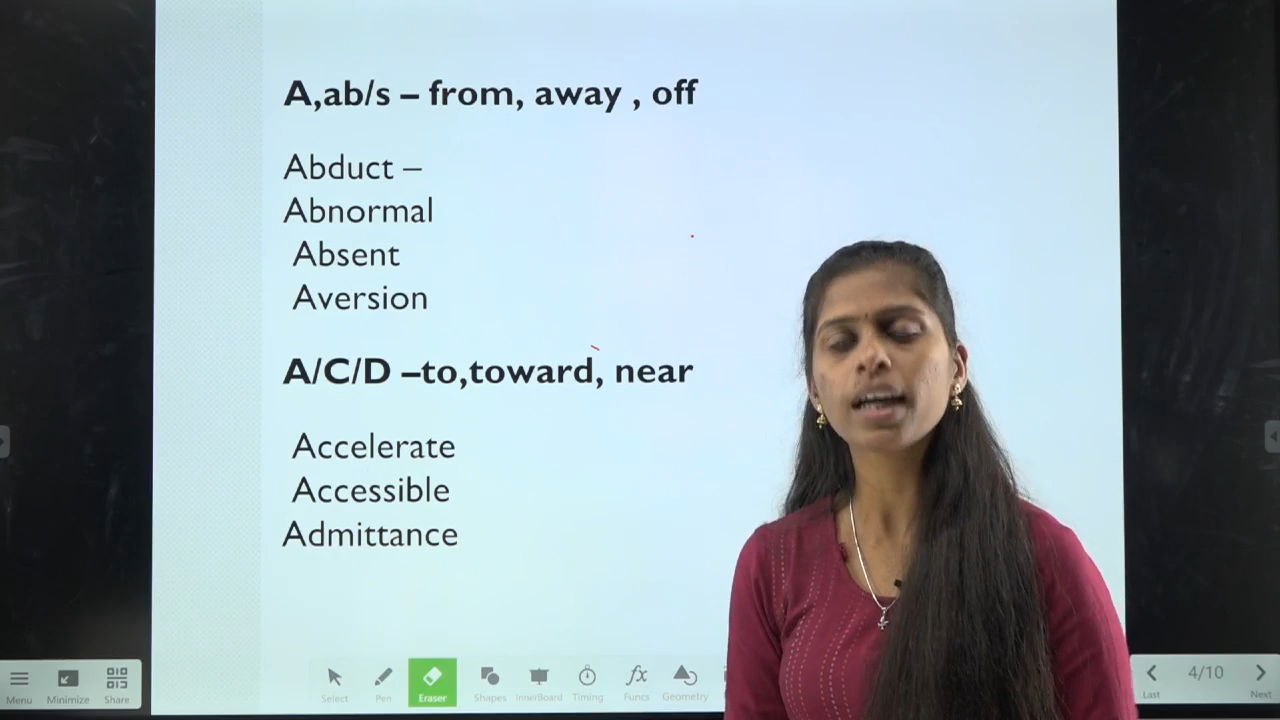 A,ab/s – from, away , off
Abduct –
Abnormal
Absent
Aversion
A/C/D –to,toward, near
Accelerate
Accessible
Admittance
Menu
Minimize
Share
Select
Pen
Eraser
Shapes
InnerBoard
Timing
fx
Funcs
Geometry
Last
4/10
Next